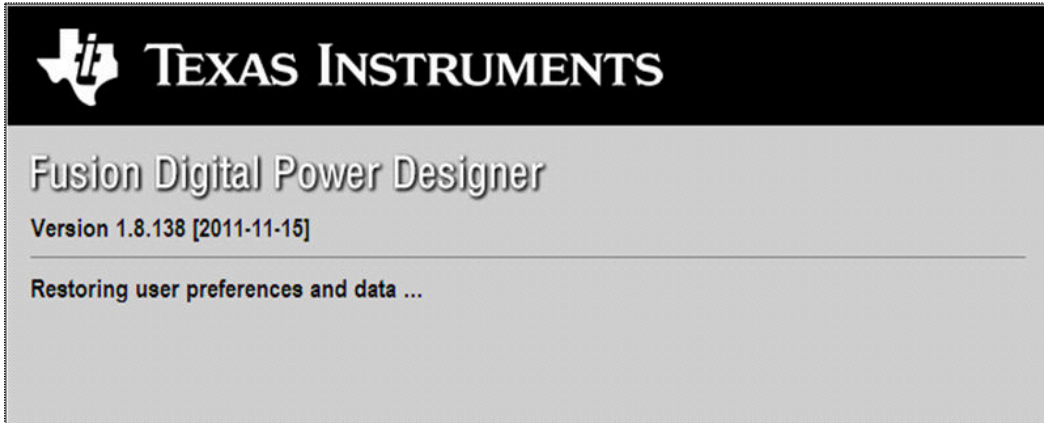 TEXAS INSTRUMENTS
Fusion Digital Power Designer
Version 1.8.138 [2011-11-15]
Restoring user preferences and data ...